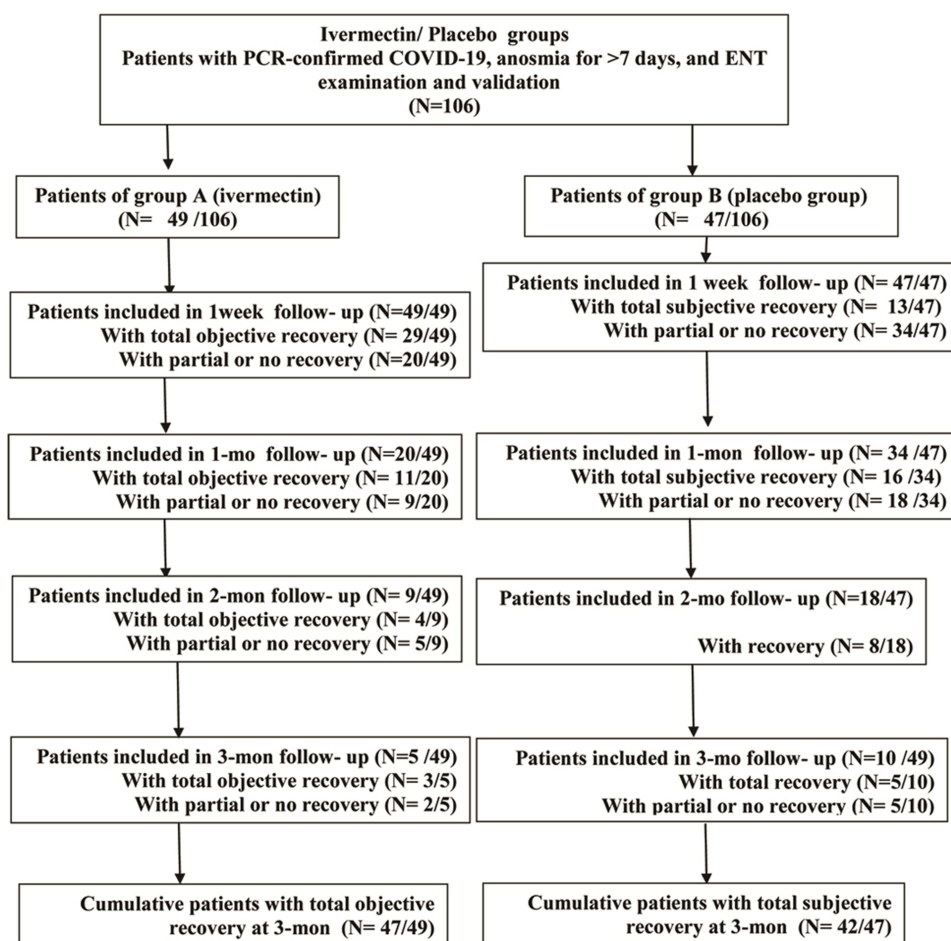 Ivermectin/ Placebo groups
Patients with PCR-confirmed COVID-19, anosmia for >7 days, and ENT
examination and validation
(N=106)
Patients of group A (ivermectin)
(N= 49 /106)
Patients of group B (placebo group)
(N= 47/106)
Patients included in 1week follow- up (N=49/49)
With total objective recovery (N= 29/49)
With partial or no recovery (N=20/49)
Patients included in 1 week follow- up (N= 47/47)
With total subjective recovery (N= 13/47)
With partial or no recovery (N= 34/47)
Patients included in 1-mo follow- up (N=20/49)
With total objective recovery (N= 11/20)
With partial or no recovery (N= 9/20)
Patients included in 1-mon follow- up (N= 34 /47)
With total subjective recovery (N= 16 /34)
With partial or no recovery (N= 18 /34)
Patients included in 2-mon follow- up (N= 9/49)
With total objective recovery (N= 4/9)
With partial or no recovery (N= 5/9)
Patients included in 2-mo follow- up (N=18/47)
With recovery (N= 8/18)
Patients included in 3-mon follow- up (N=5 /49)
With total objective recovery (N= 3/5)
With partial or no recovery (N= 2/5)
Patients included in 3-mo follow- up (N=10 /49)
With total recovery (N=5/10)
With partial or no recovery (N= 5/10)
Cumulative patients with total objective
recovery at 3-mon (N= 47/49)
Cumulative patients with total subjective
recovery at 3-mon (N= 42/47)